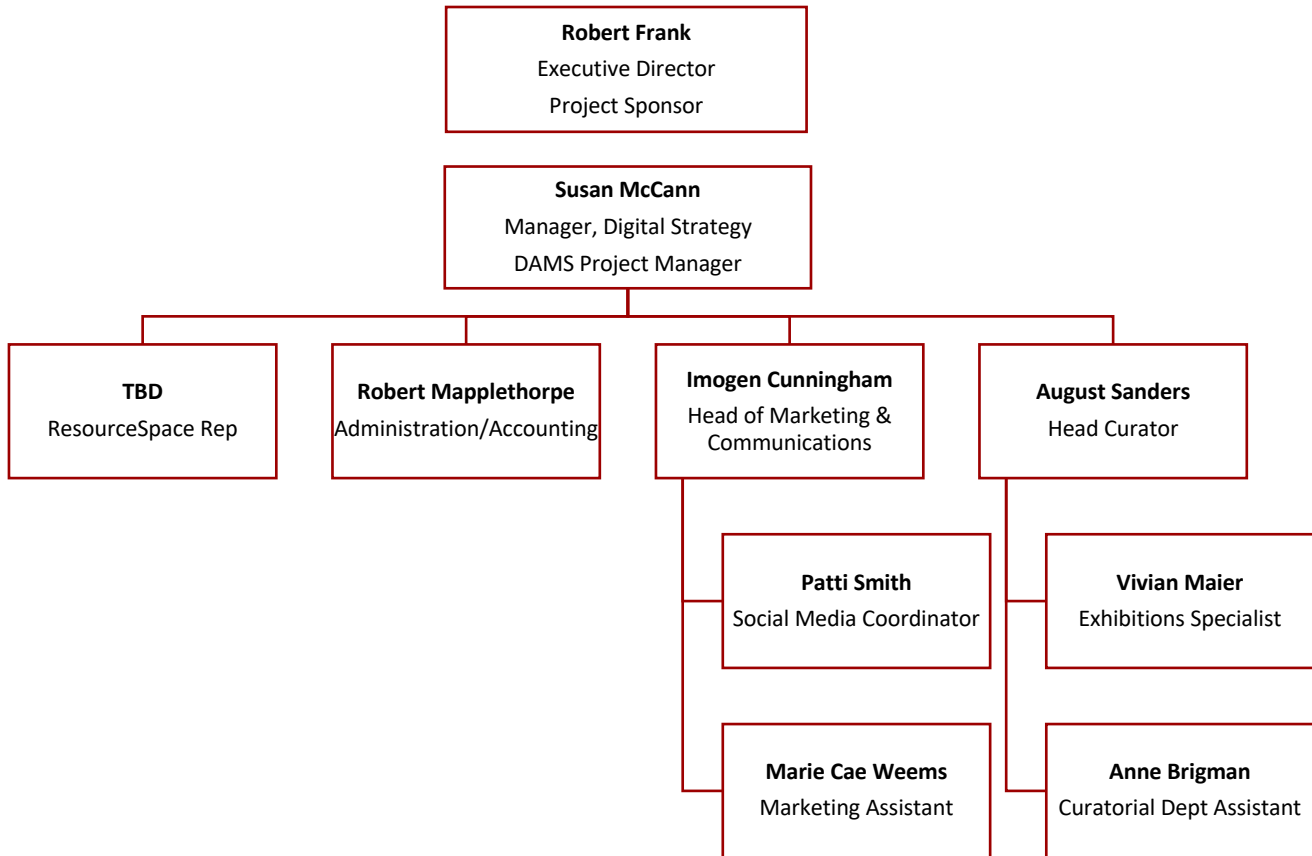 Robert Frank
Executive Director
Project Sponsor
Susan McCann
Manager, Digital Strategy
DAMS Project Manager
TBD
ResourceSpace Rep
Robert Mapplethorpe
Administration/Accounting
Imogen Cunningham
Head of Marketing &
Communications
August Sanders
Head Curator
Patti Smith
Social Media Coordinator
Vivian Maier
Exhibitions Specialist
Marie Cae Weems
Marketing Assistant
Anne Brigman
Curatorial Dept Assistant